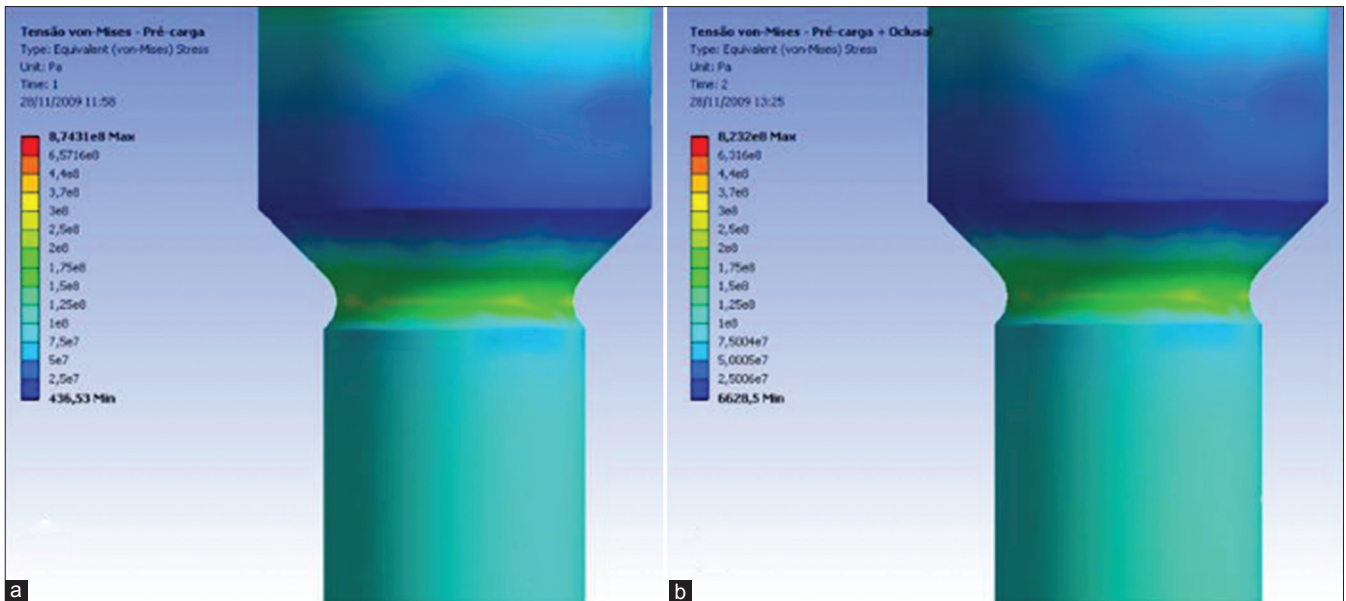 Tensão von-Mises - Pré-carga
Type: Equivalent (von-Mises) Stress
Unit: Pa
Time: 1
28/11/2009 11:58
8,7431e8 Max
6,5716e8
4,4e8
3,7e8
3e8
2,5e8
2e8
1,75e8
1,5e8
1,25e8
1e8
7,5e7
5e7
2,5e7
436,53 Min
a
Tensão von-Mises - Pré-carga + Oclusal
Type: Equivalent (von-Mises) Stress
Unit: Pa
Time: 2
28/11/2009 13:25
8,232e8 Max
6,316e8
4,4e8
3,7e8
3e8
2,5e8
2e8
1,75e8
1,5e8
1,25e8
1e8
7,5004e7
5,0005e7
2,5006e7
6628,5 Min
b